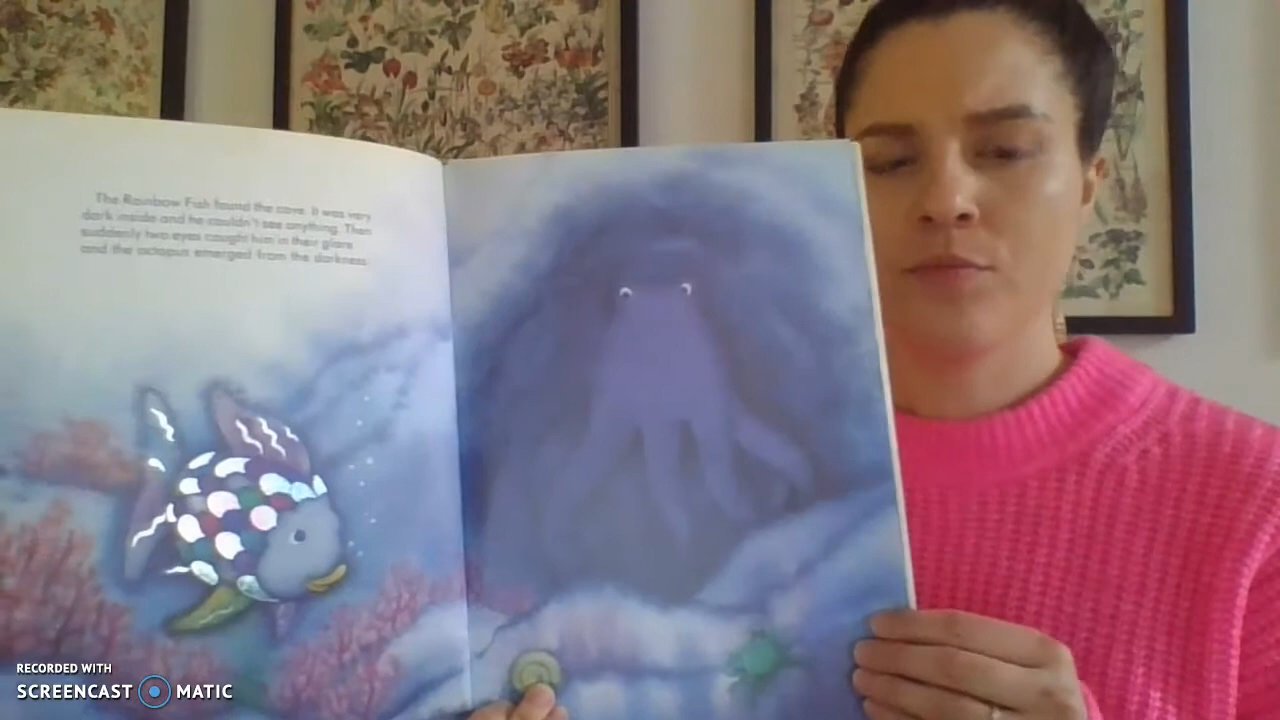 The Rainbow Fish found the cave. It was very
dark inside and he couldn't see anything. Then
suddenly two eyes caught him in their glare
and the octopus emerged from the darkness.
RECORDED WITH
SCREENCAST MATIC